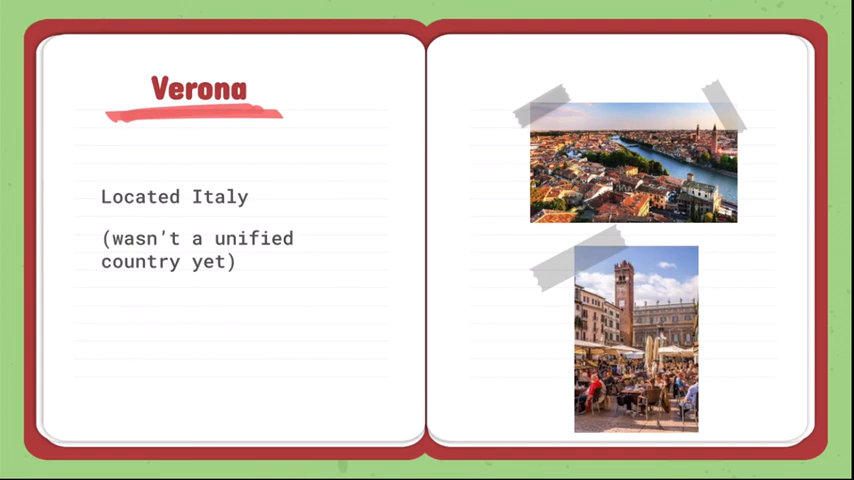 Verona
Located Italy
(wasn’t a unified
country yet)